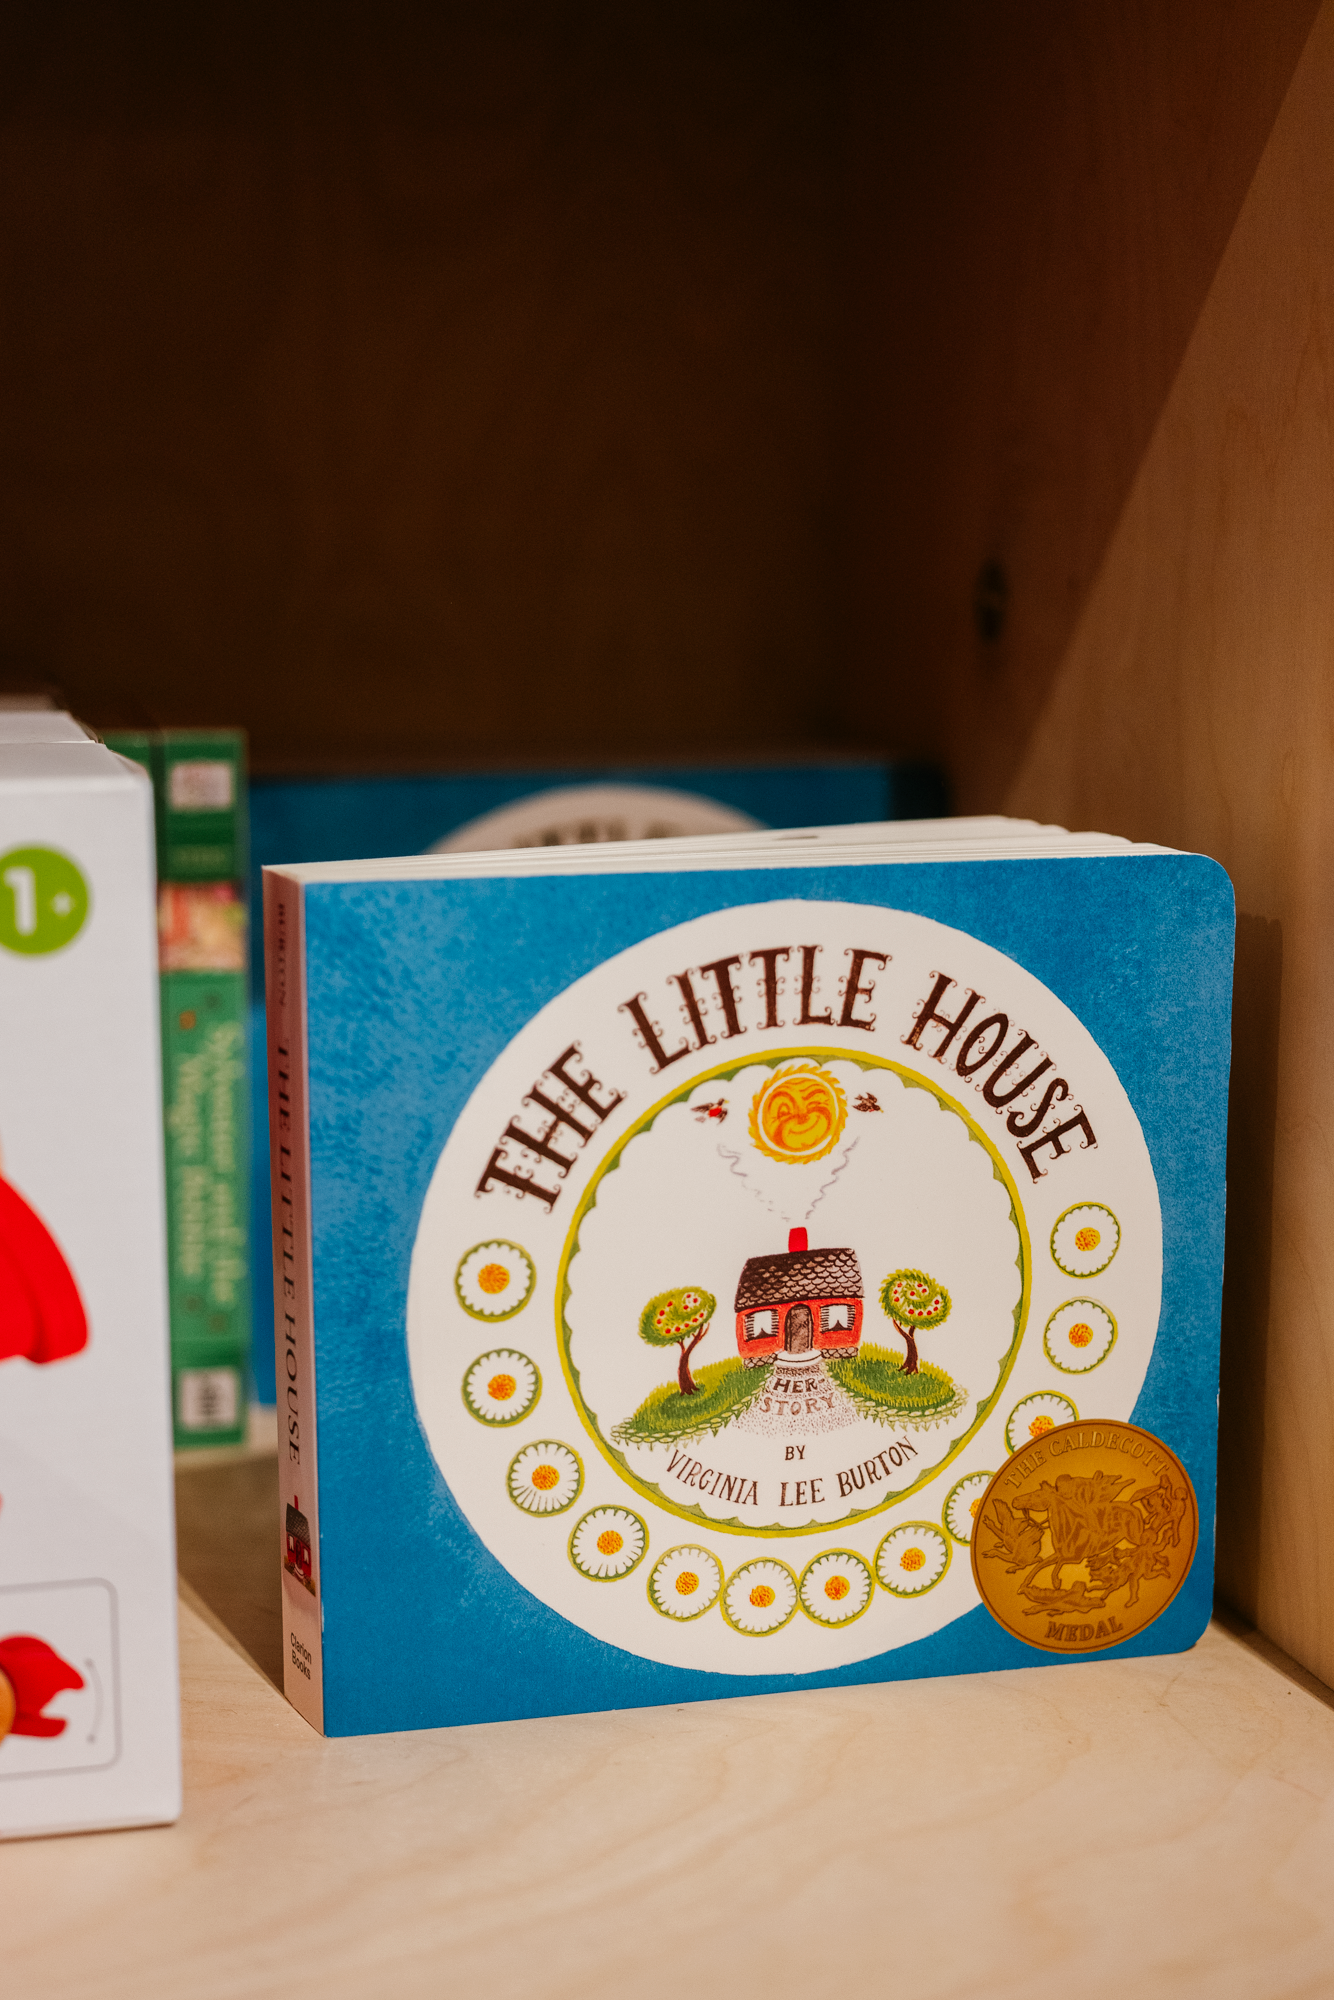 THE LITTLE HOUSE
HER
STORY
BY
VIRGINIA LEE BURTON
THE CALDECOTT
MEDAL
BURTON THE LITTLE HOUSE
Clarion
Books
1+